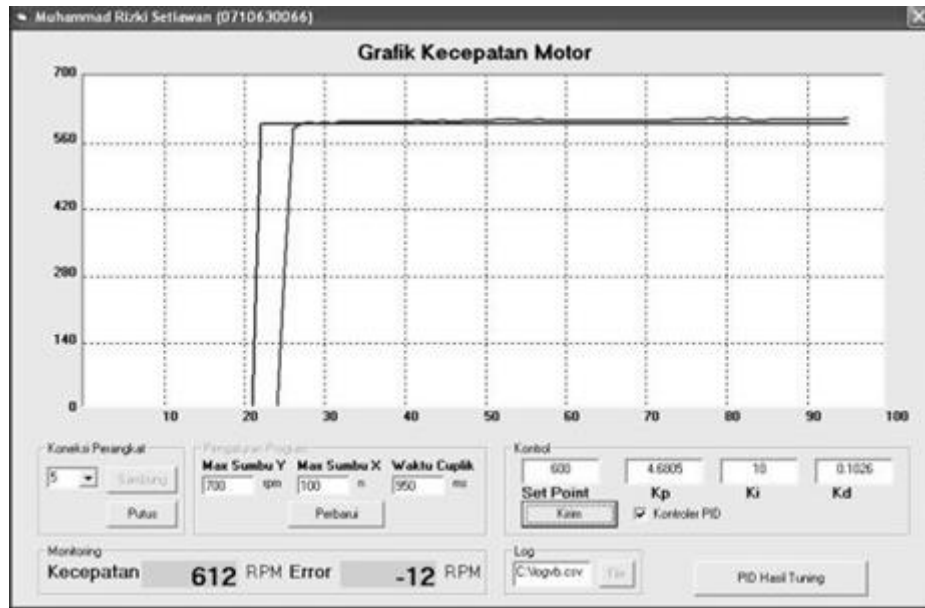 Muhammad Rizki Setiawan (0710630066)
Grafik Kecepatan Motor
700
560
420
280
140
0
10 20 30 40 50 60 70 80 90 100
Koneksi Perangkat
5
Sambung
Putus
Pengaturan Program
Max Sumbu Y Max Sumbu X Waktu Cuplik
700 rpm 100 n 950 ms
Perbarui
Kontrol
600 4.6805 10 0.1026
Set Point Kp Ki Kd
Kirim Kontroler PID
Monitoring
Kecepatan 612 RPM Error -12 RPM
Log
C:\logvb.csv File
PID Hasil Tuning